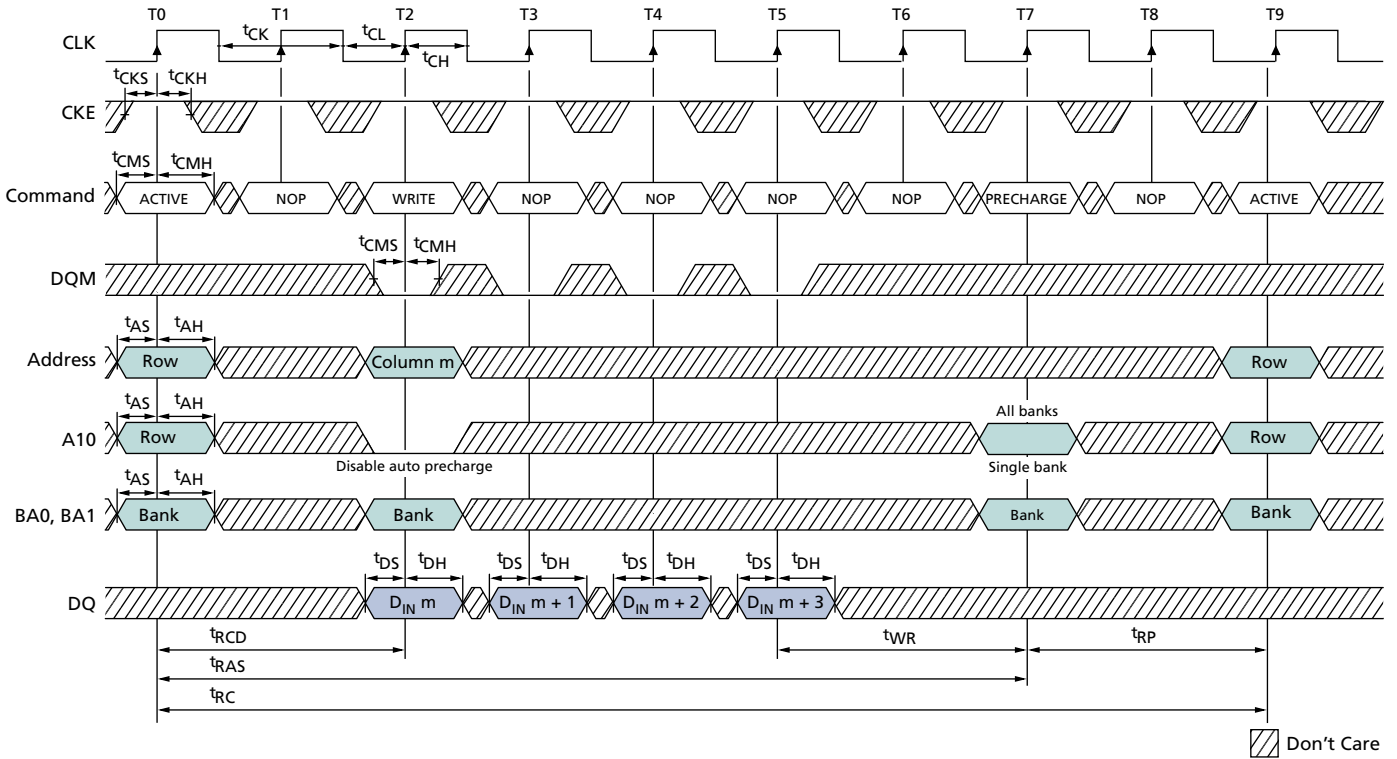 T0 T1 T2 T3 T4 T5 T6 T7 T8 T9
CLK tCK tCL tCH
tCKS tCKH
CKE
tCMS tCMH
Command ACTIVE NOP WRITE NOP NOP NOP NOP PRECHARGE NOP ACTIVE
tCMS tCMH
DQM
tAS tAH
Address Row Column m Row
tAS tAH All banks
A10 Row Row
Disable auto precharge Single bank
tAS tAH
BA0, BA1 Bank Bank Bank Bank
tDS tDH tDS tDH tDS tDH tDS tDH
DQ DIN m DIN m + 1 DIN m + 2 DIN m + 3
tRCD tWR tRP
tRAS
tRC
Don't Care